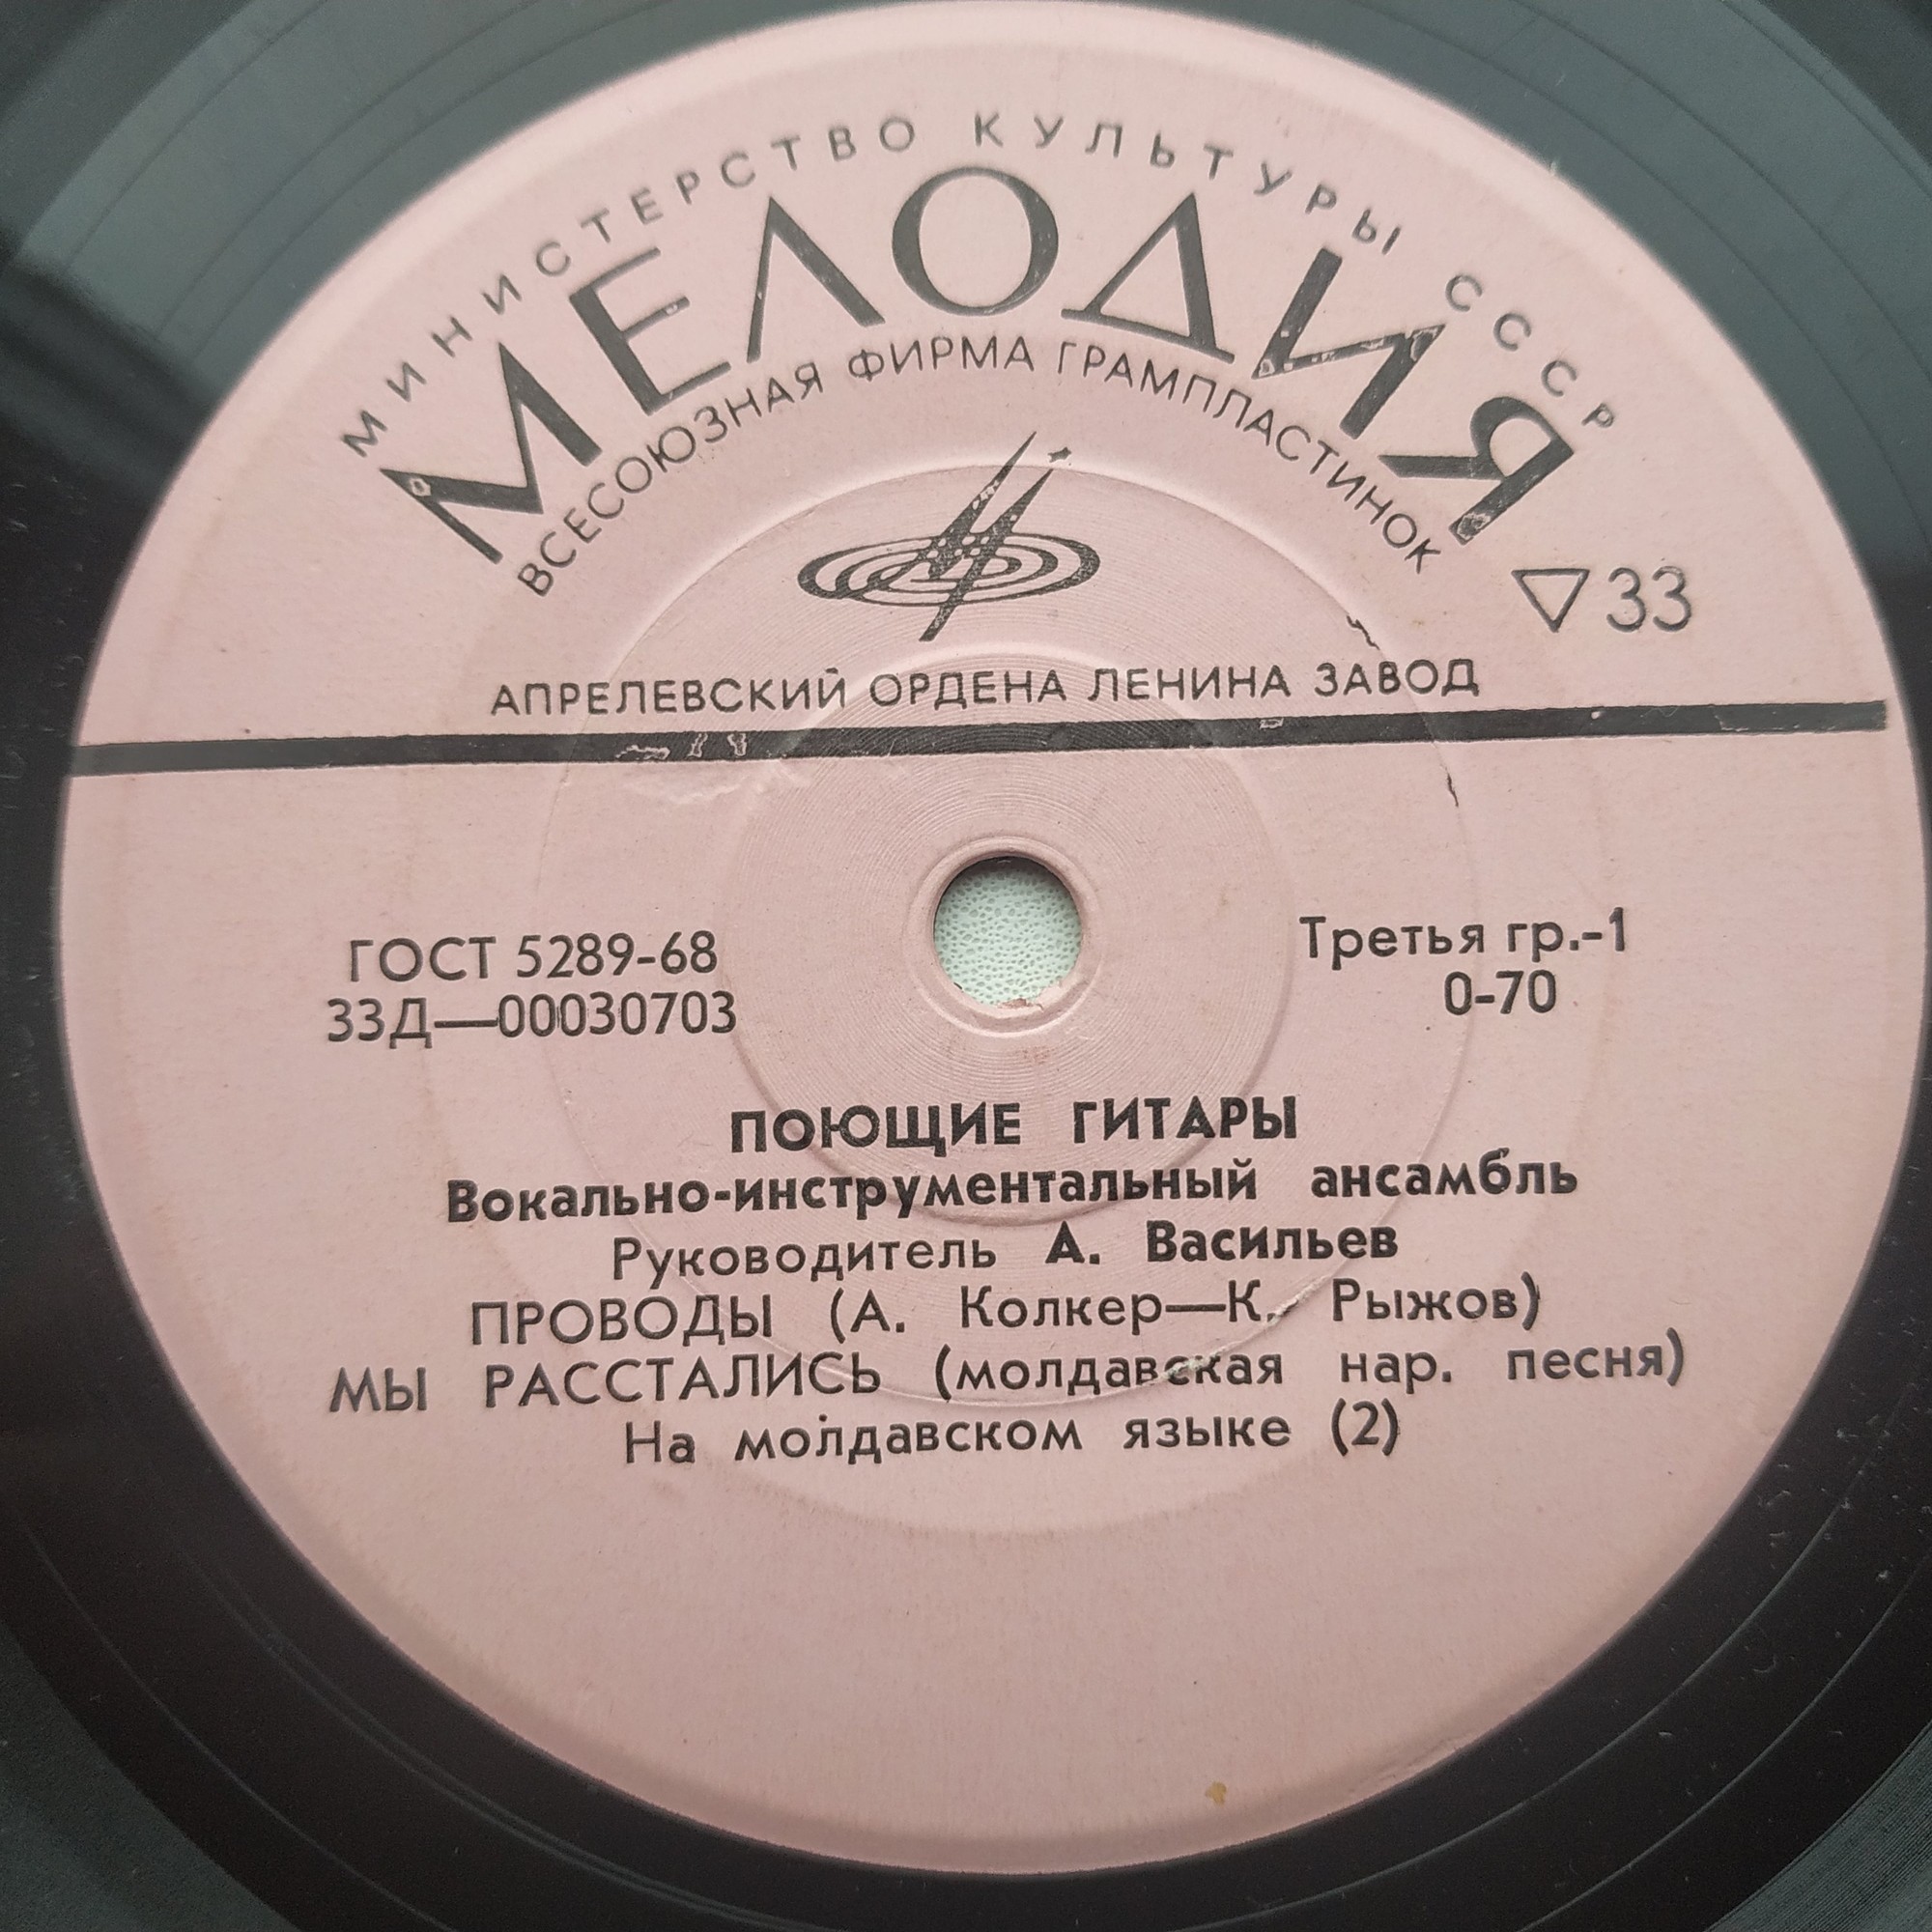 МИНИСТЕРСТВО КУЛЬТУРЫ СССР
МЕЛОДИЯ
ВСЕСОЮЗНАЯ ФИРМА ГРАМПЛАСТИНОК
▽33
АПРЕЛЕВСКИЙ ОРДЕНА ЛЕНИНА ЗАВОД
ГОСТ 5289-68
33Д—00030703
Третья гр.-1
0-70
ПОЮЩИЕ ГИТАРЫ
Вокально-инструментальный ансамбль
Руководитель А. Васильев
ПРОВОДЫ (А. Колкер—К. Рыжов)
МЫ РАССТАЛИСЬ (молдавская нар. песня)
На молдавском языке (2)